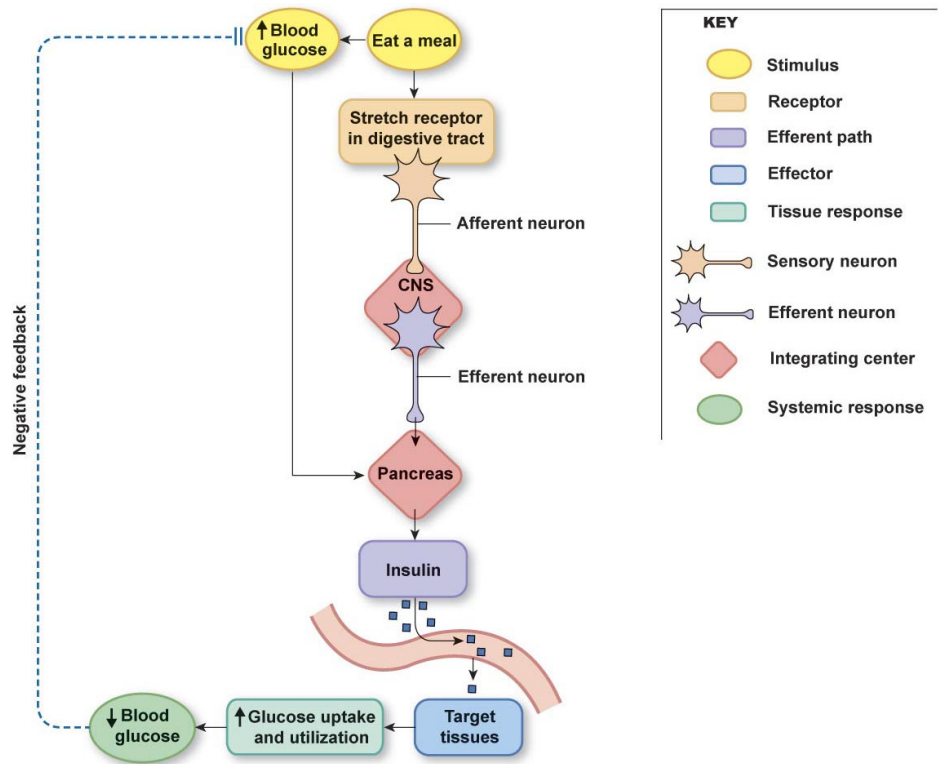 ↑ Blood
glucose
Eat a meal
Stretch receptor
in digestive tract
Afferent neuron
CNS
Efferent neuron
Negative feedback
Pancreas
Insulin
Target
tissues
↑ Glucose uptake
and utilization
↓ Blood
glucose
KEY
Stimulus
Receptor
Efferent path
Effector
Tissue response
Sensory neuron
Efferent neuron
Integrating center
Systemic response